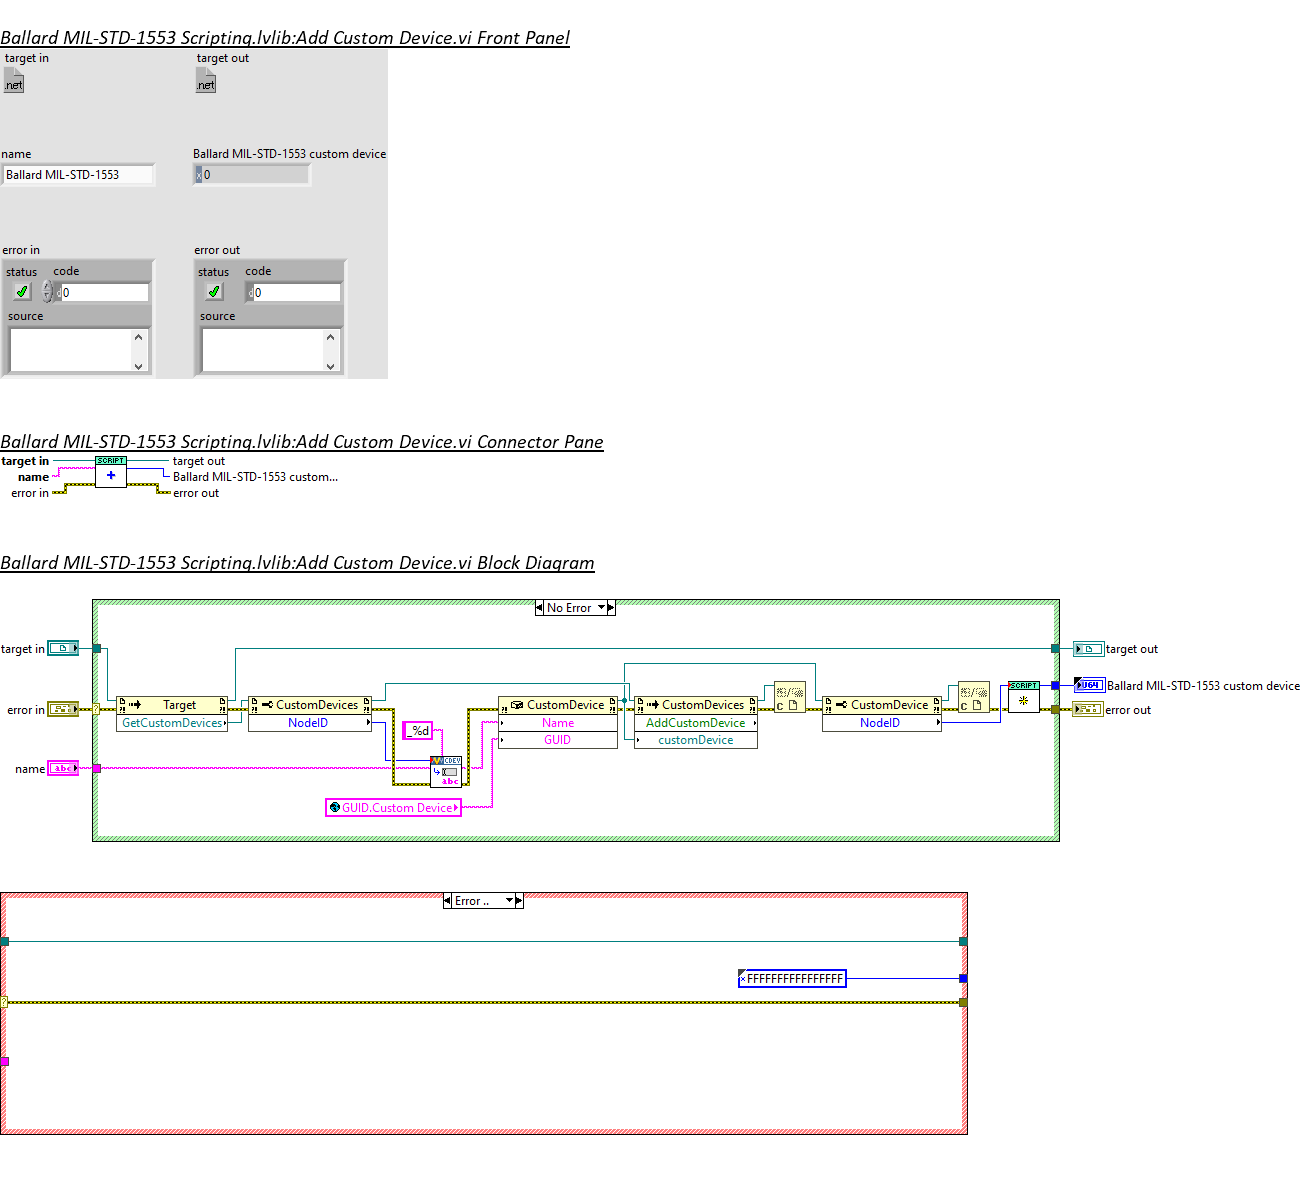 Ballard MIL-STD-1553 Scripting.lvlib:Add Custom Device.vi Front Panel
target in
target out
.net
.net
name
Ballard MIL-STD-1553 custom device
Ballard MIL-STD-1553
x 0
error in
error out
status
code
status
code
d 0
d 0
source
source
Ballard MIL-STD-1553 Scripting.lvlib:Add Custom Device.vi Connector Pane
target in
SCRIPT
target out
name
+
Ballard MIL-STD-1553 custom...
error in
error out
Ballard MIL-STD-1553 Scripting.lvlib:Add Custom Device.vi Block Diagram
No Error
target in
target out
SCRIPT
U64
Ballard MIL-STD-1553 custom device
error in
?!
Target
?!
?!
CustomDevices
?!
?!
CustomDevice
?!
?!
CustomDevices
?!
C
?!
CustomDevice
?!
C
error out
GetCustomDevices
NodeID
_%d
Name
AddCustomDevice
NodeID
GUID
customDevice
name
abc
CDEV
abc
GUID.Custom Device
Error ..
x FFFFFFFFFFFFFFFF
?